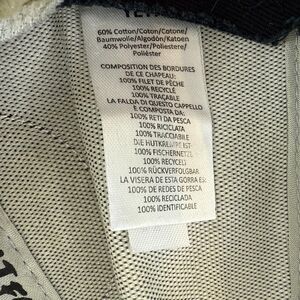 60% Cotton/Coton/Cotone/
Baumwolle/Algodón/Katoen
40% Polyester/Poliestere/
Poliéster
COMPOSITION DES BORDURES
DE CE CHAPEAU:
100% FILET DE PÊCHE
100% RECYCLÉ
100% TRAÇABLE
LA FALDA DI QUESTO CAPPELLO
E COMPOSTA DA:
100% RETI DA PESCA
100% RICICLATA
100% TRACCIABILE
DIE HUTKREMPE IST:
100% FISCHERNETZE
100% RECYCELT
100% RÜCKVERFOLGBAR
LA VISERA DE ESTA GORRA ES:
100% DE REDES DE PESCA
100% RECICLADA
100% IDENTIFICABLE